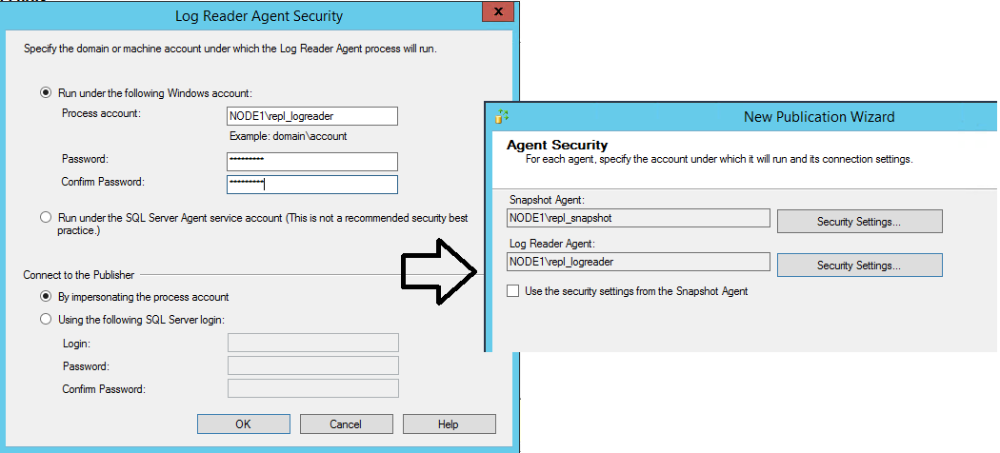 Log Reader Agent Security
x
Specify the domain or machine account under which the Log Reader Agent process will run.
Run under the following Windows account:
Process account:
NODE1\repl_logreader
Example: domain\account
Password:
*********
Confirm Password:
*********
Run under the SQL Server Agent service account (This is not a recommended security best
practice.)
Connect to the Publisher
By impersonating the process account
Using the following SQL Server login:
Login:
Password:
Confirm Password:
OK
Cancel
Help
New Publication Wizard
Agent Security
For each agent, specify the account under which it will run and its connection settings.
Snapshot Agent:
NODE1\repl_snapshot
Security Settings...
Log Reader Agent:
NODE1\repl_logreader
Security Settings...
Use the security settings from the Snapshot Agent